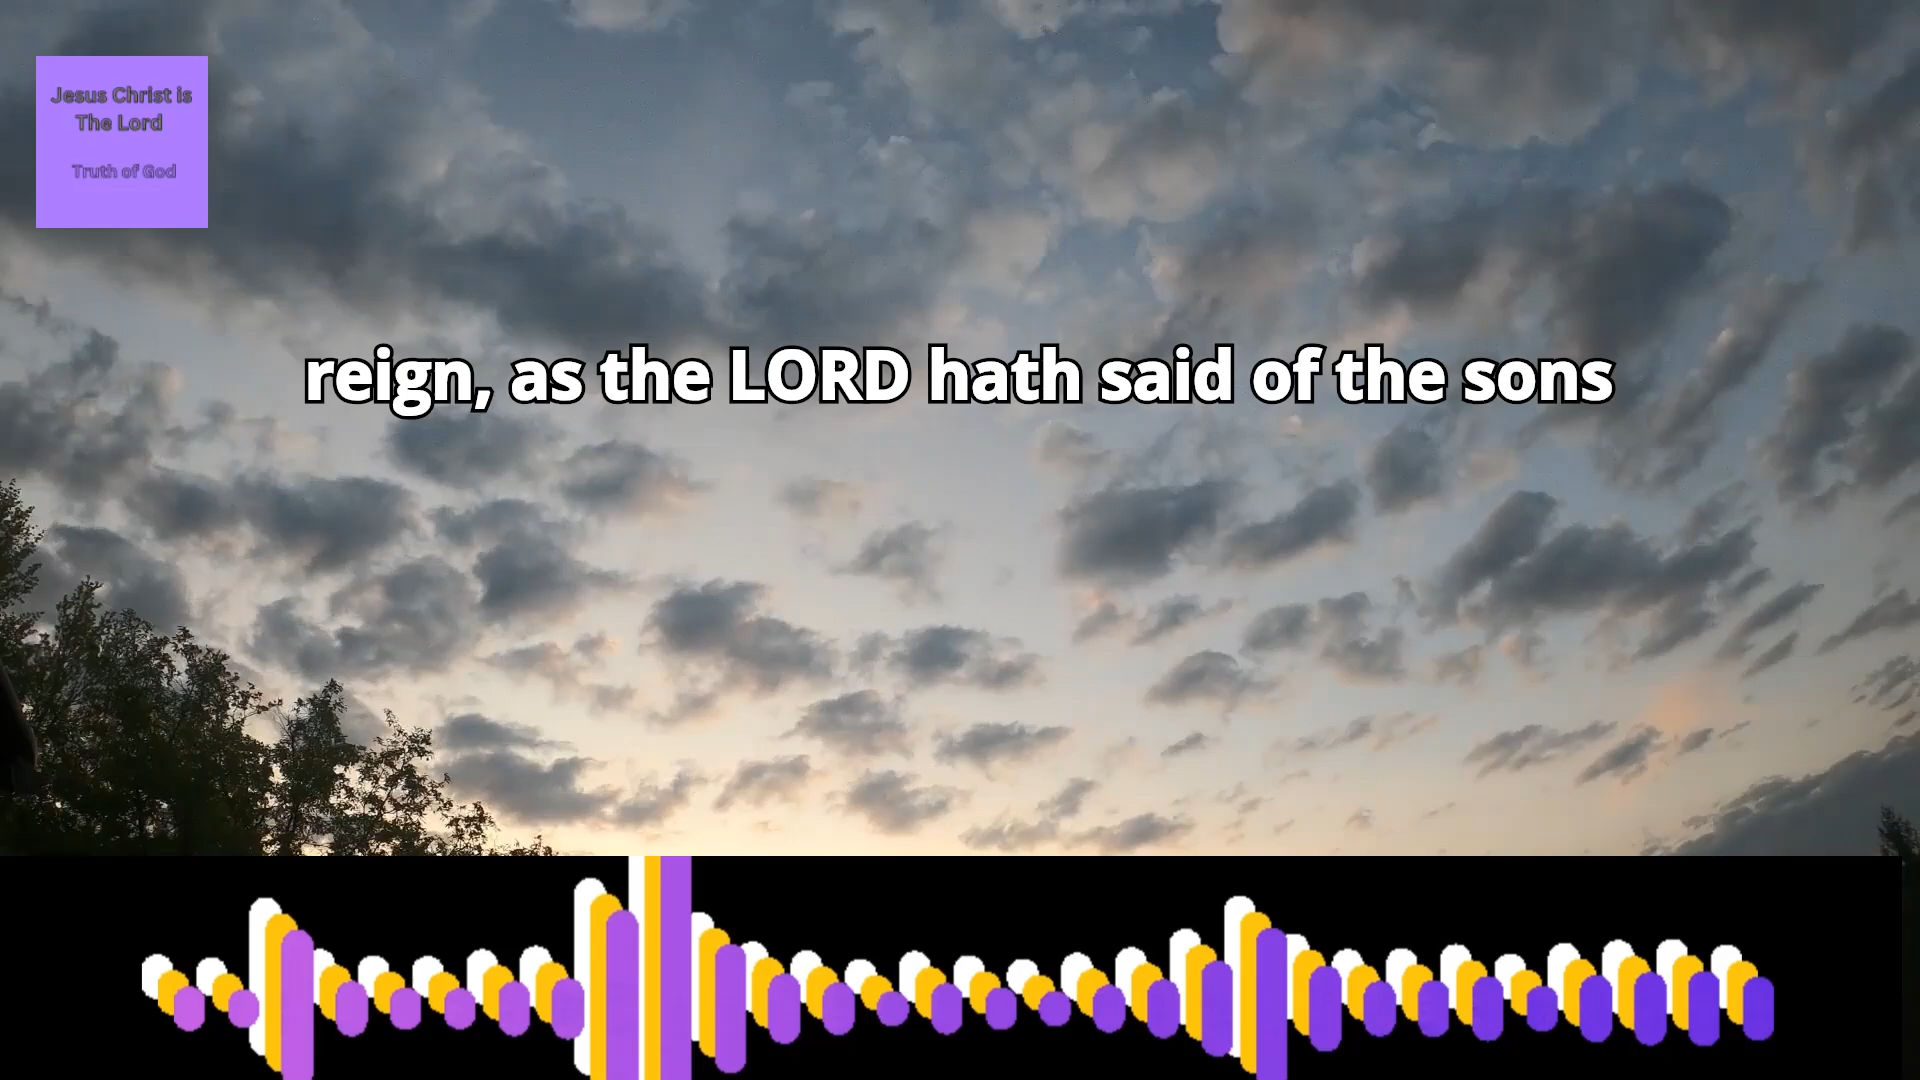 Jesus Christ is
The Lord
Truth of God
reign, as the LORD hath said of the sons